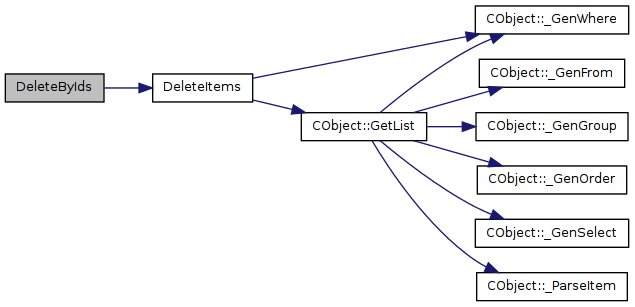 CObject::_GenWhere
CObject::_GenFrom
DeleteByIds
DeleteItems
CObject::GetList
CObject::_GenGroup
CObject::_GenOrder
CObject::_GenSelect
CObject::_ParseItem